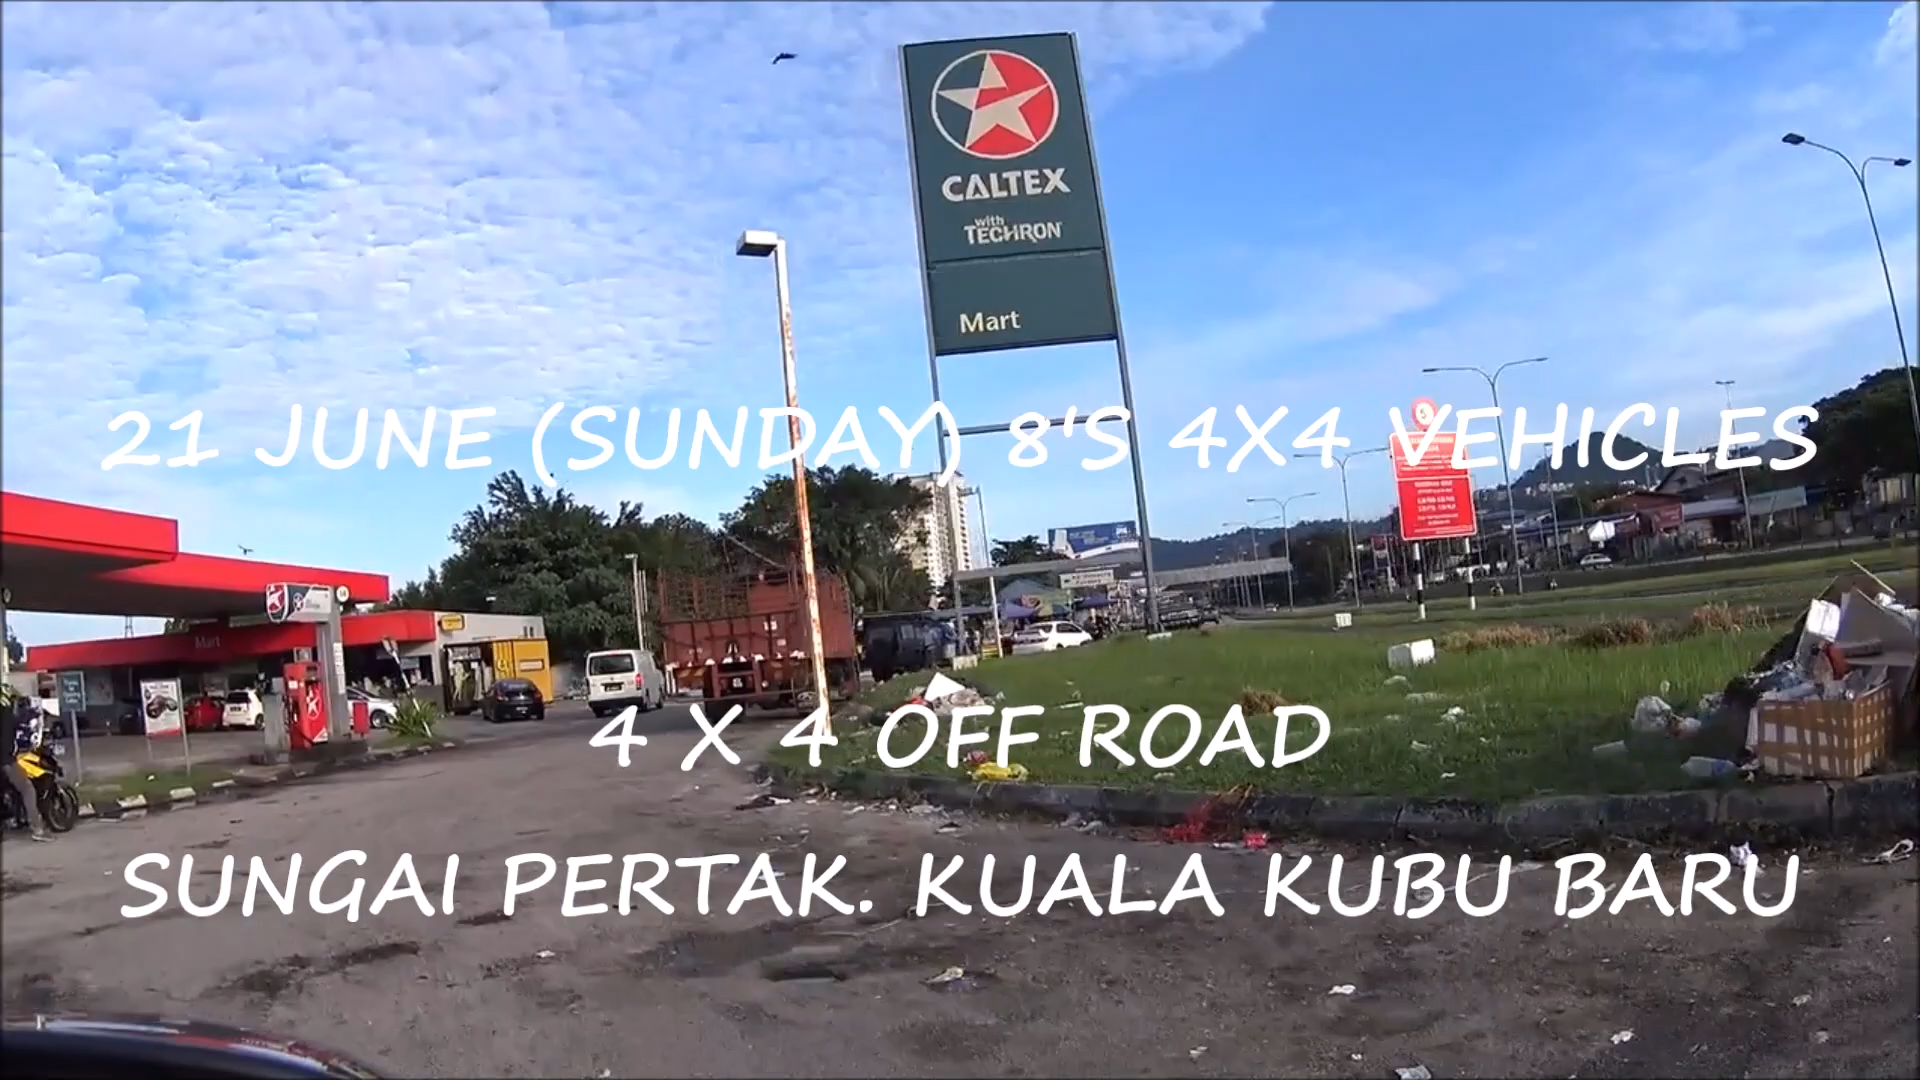 CALTEX
with
TECHRON
Mart
21 JUNE (SUNDAY) 8'S 4X4 VEHICLES
Mart
4 X 4 OFF ROAD
SUNGAI PERTAK. KUALA KUBU BARU